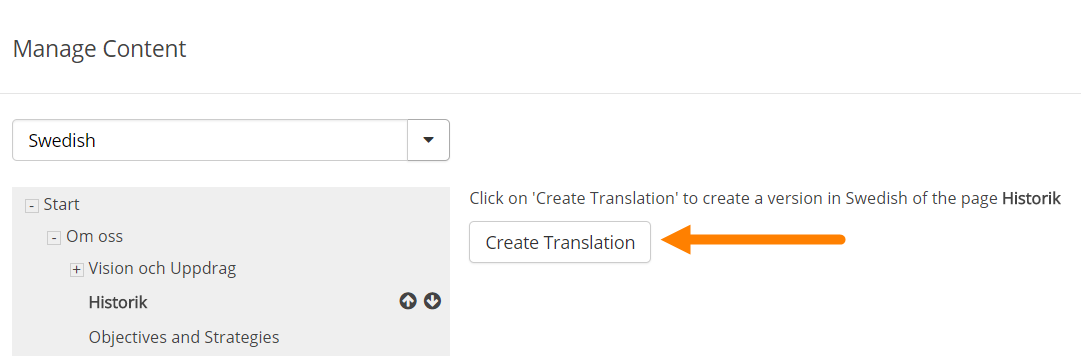 Manage Content
Swedish
Start
Om oss
Vision och Uppdrag
Historik
Objectives and Strategies
Click on 'Create Translation' to create a version in Swedish of the page Historik
Create Translation